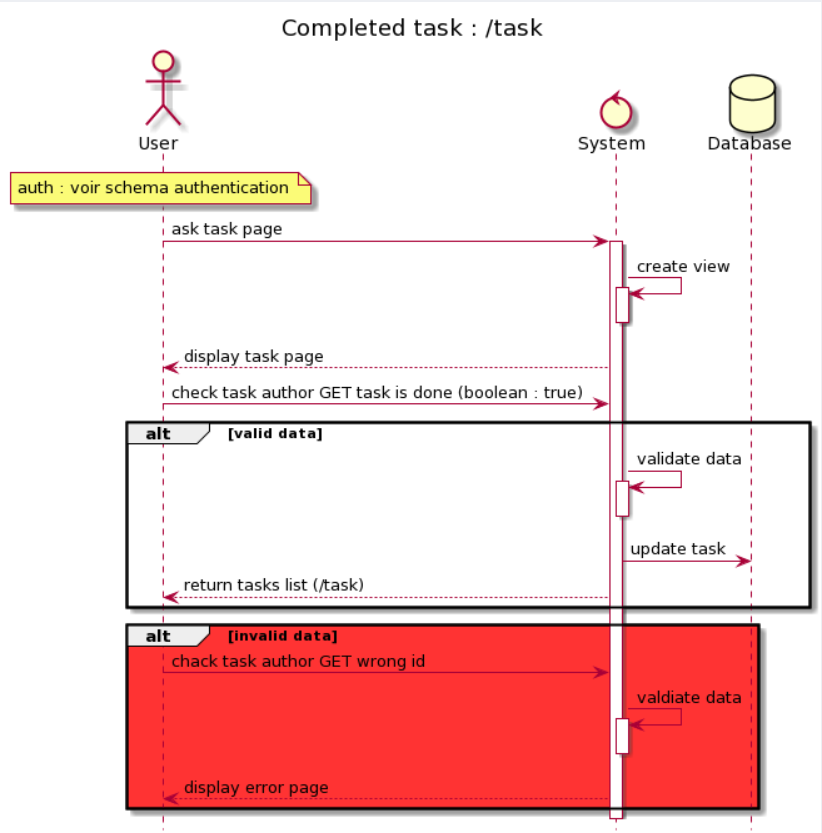 Completed task : /task
User
System
Database
auth : voir schema authentication
ask task page
create view
display task page
check task author GET task is done (boolean : true)
alt [valid data]
validate data
update task
return tasks list (/task)
alt [invalid data]
chack task author GET wrong id
valdiate data
display error page